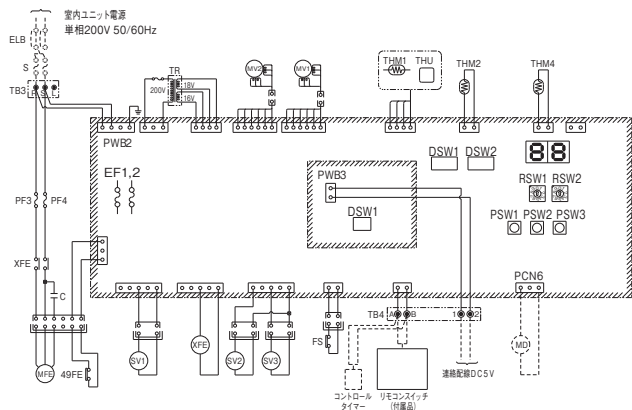 室内ユニット電源
単相200V 50/60Hz
ELB
S
TB3
TR
200V
18V
16V
MV2
MV1
THM1
THU
THM2
THM4
PWB2
EF1,2
PWB3
DSW1
DSW1
DSW2
88
RSW1
RSW2
PSW1
PSW2
PSW3
PF3
PF4
XFE
C
MFE
49FE
SV1
XFE
SV2
SV3
FS
TB4
A
B
1
2
PCN6
MD
コントロール
タイマー
リモコンスイッチ
(付属品)
連絡配線DC5V